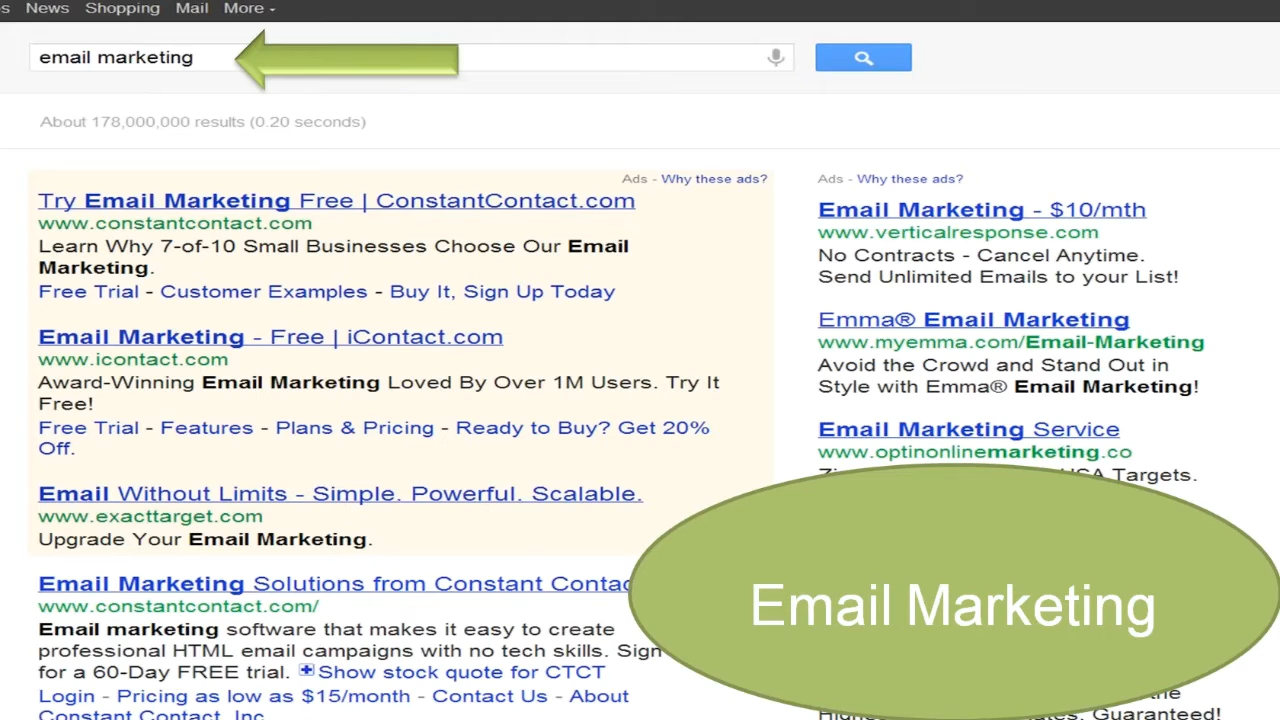 News Shopping Mail More
email marketing
About 178,000,000 results (0.20 seconds)
Ads - Why these ads?
Try Email Marketing Free | ConstantContact.com
www.constantcontact.com
Learn Why 7-of-10 Small Businesses Choose Our Email
Marketing.
Free Trial - Customer Examples - Buy It, Sign Up Today
Email Marketing - Free | iContact.com
www.icontact.com
Award-Winning Email Marketing Loved By Over 1M Users. Try It
Free!
Free Trial - Features - Plans & Pricing - Ready to Buy? Get 20%
Off.
Email Without Limits - Simple. Powerful. Scalable.
www.exacttarget.com
Upgrade Your Email Marketing.
Email Marketing Solutions from Constant
www.constantcontact.com/
Email marketing software that makes it easy to create
professional HTML email campaigns with no tech skills. Sign
for a 60-Day FREE trial. Show stock quote for CTCT
Login - Pricing as low as $15/month - Contact Us - About
Constant Contact, Inc.
Ads - Why these ads?
Email Marketing - $10/mth
www.verticalresponse.com
No Contracts - Cancel Anytime.
Send Unlimited Emails to your List!
Emma® Email Marketing
www.myemma.com/Email-Marketing
Avoid the Crowd and Stand Out in
Style with Emma® Email Marketing!
Email Marketing Service
www.optinonlinemarketing.co
Targets.
Email Marketing
the
Guaranteed!